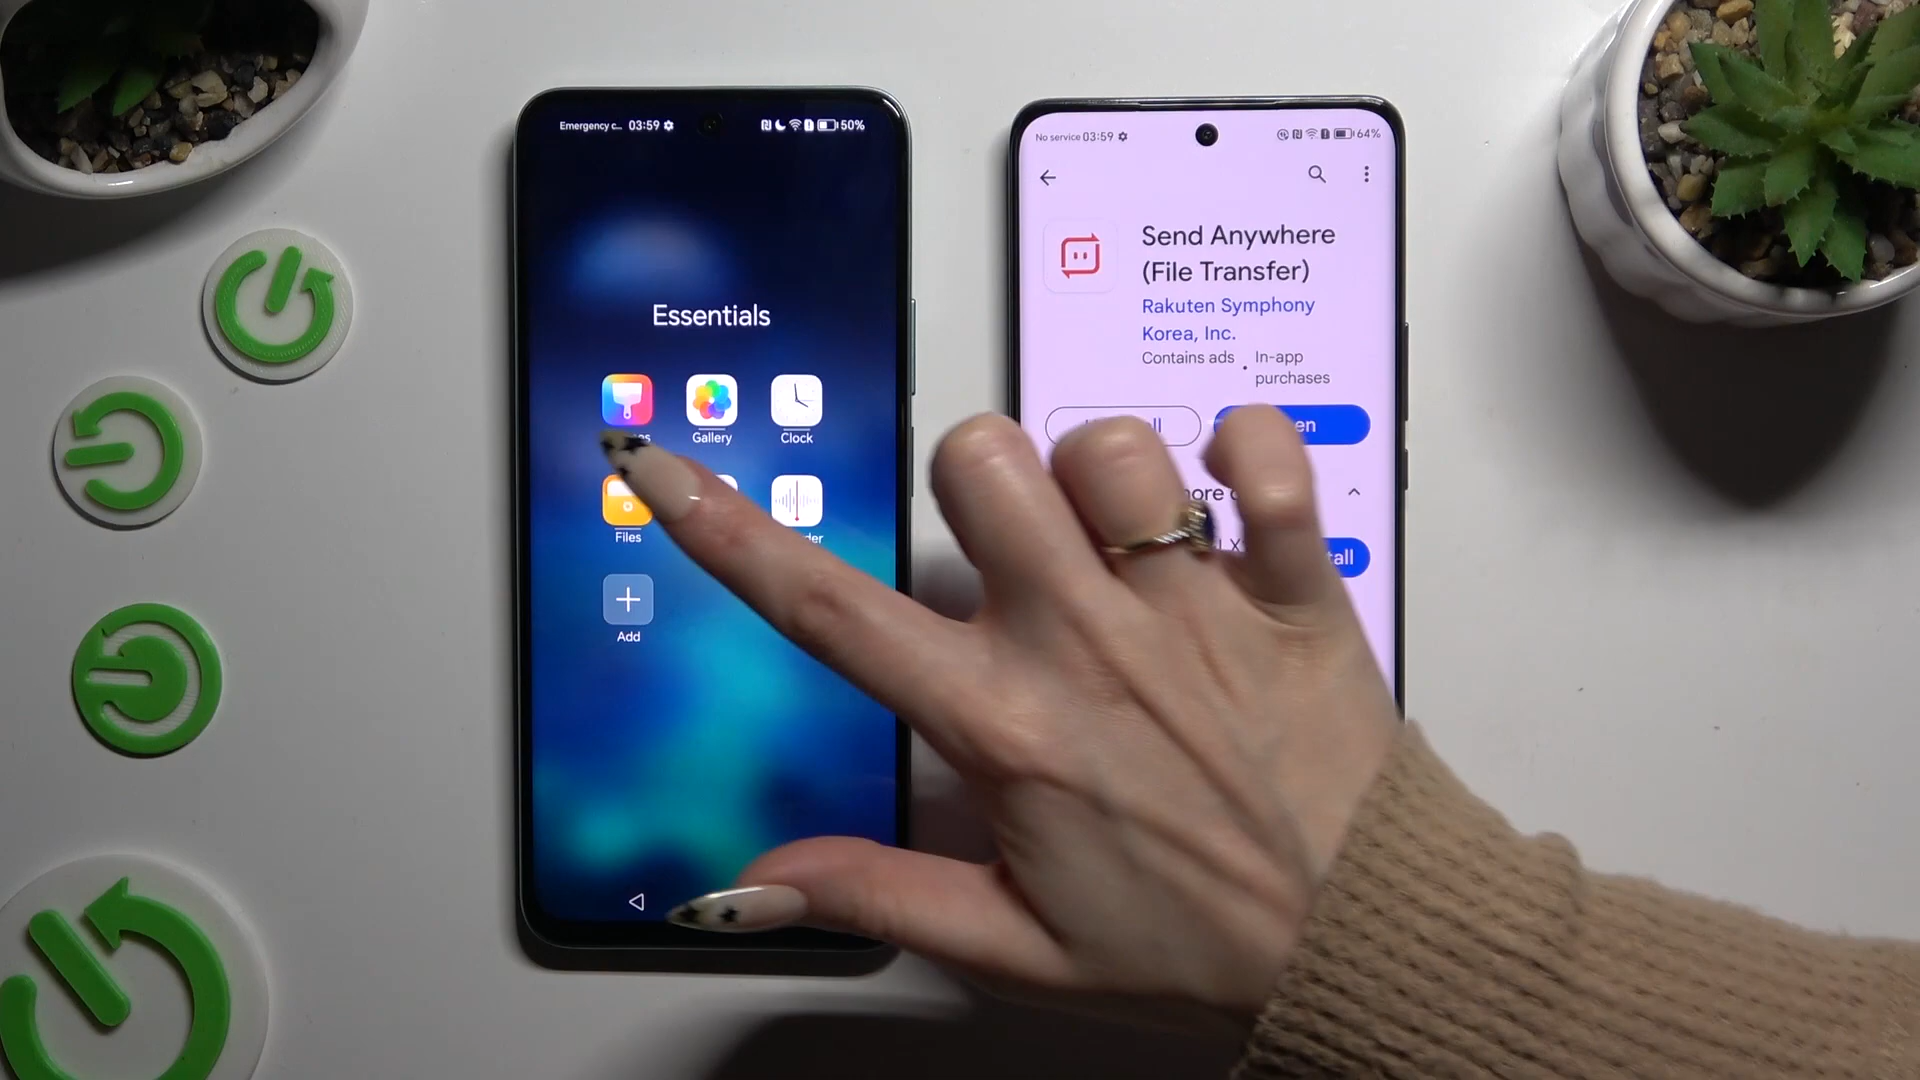 Emergency c... 03:59 50%
Essentials
Gallery Clock
Files
Add
No service 03:59 64%
Send Anywhere
(File Transfer)
Rakuten Symphony
Korea, Inc.
Contains ads · In-app
purchases